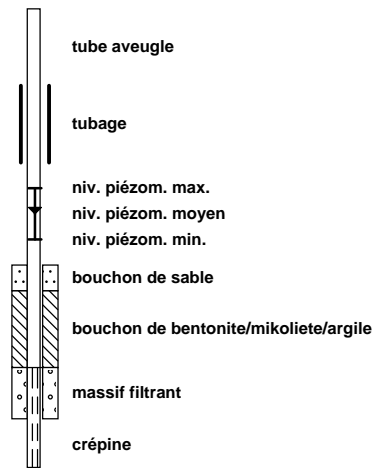 tube aveugle
tubage
niv. piézom. max.
niv. piézom. moyen
niv. piézom. min.
bouchon de sable
bouchon de bentonite/mikoliete/argile
massif filtrant
crépine